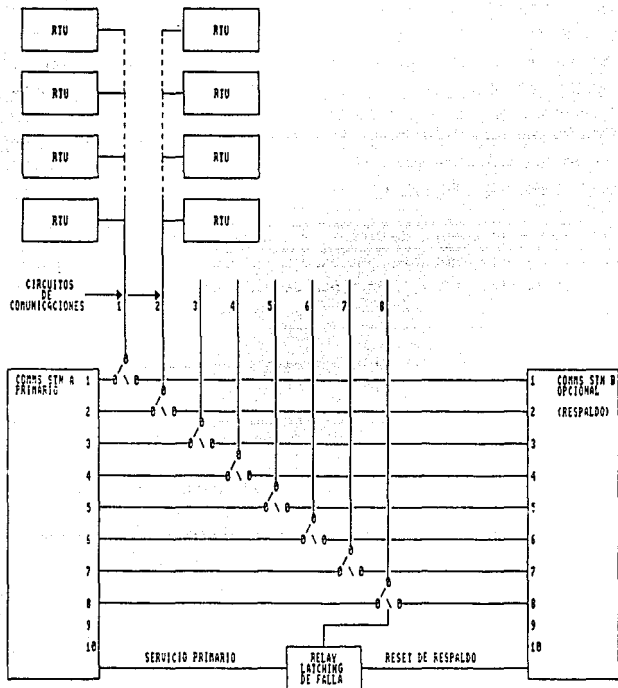 RTU RTU
RTU RTU
RTU RTU
RTU RTU
CIRCUITOS
DE
COMUNICACIONES
1 2 3 4 5 6 7 8
COMMS STM A
PRIMARIO
1
2
3
4
5
6
7
8
9
10
COMMS STM B
OPCIONAL
(RESPALDO)
1
2
3
4
5
6
7
8
9
10
SERVICIO PRIMARIO
RELAY
LATCHING
DE FALLA
RESET DE RESPALDO